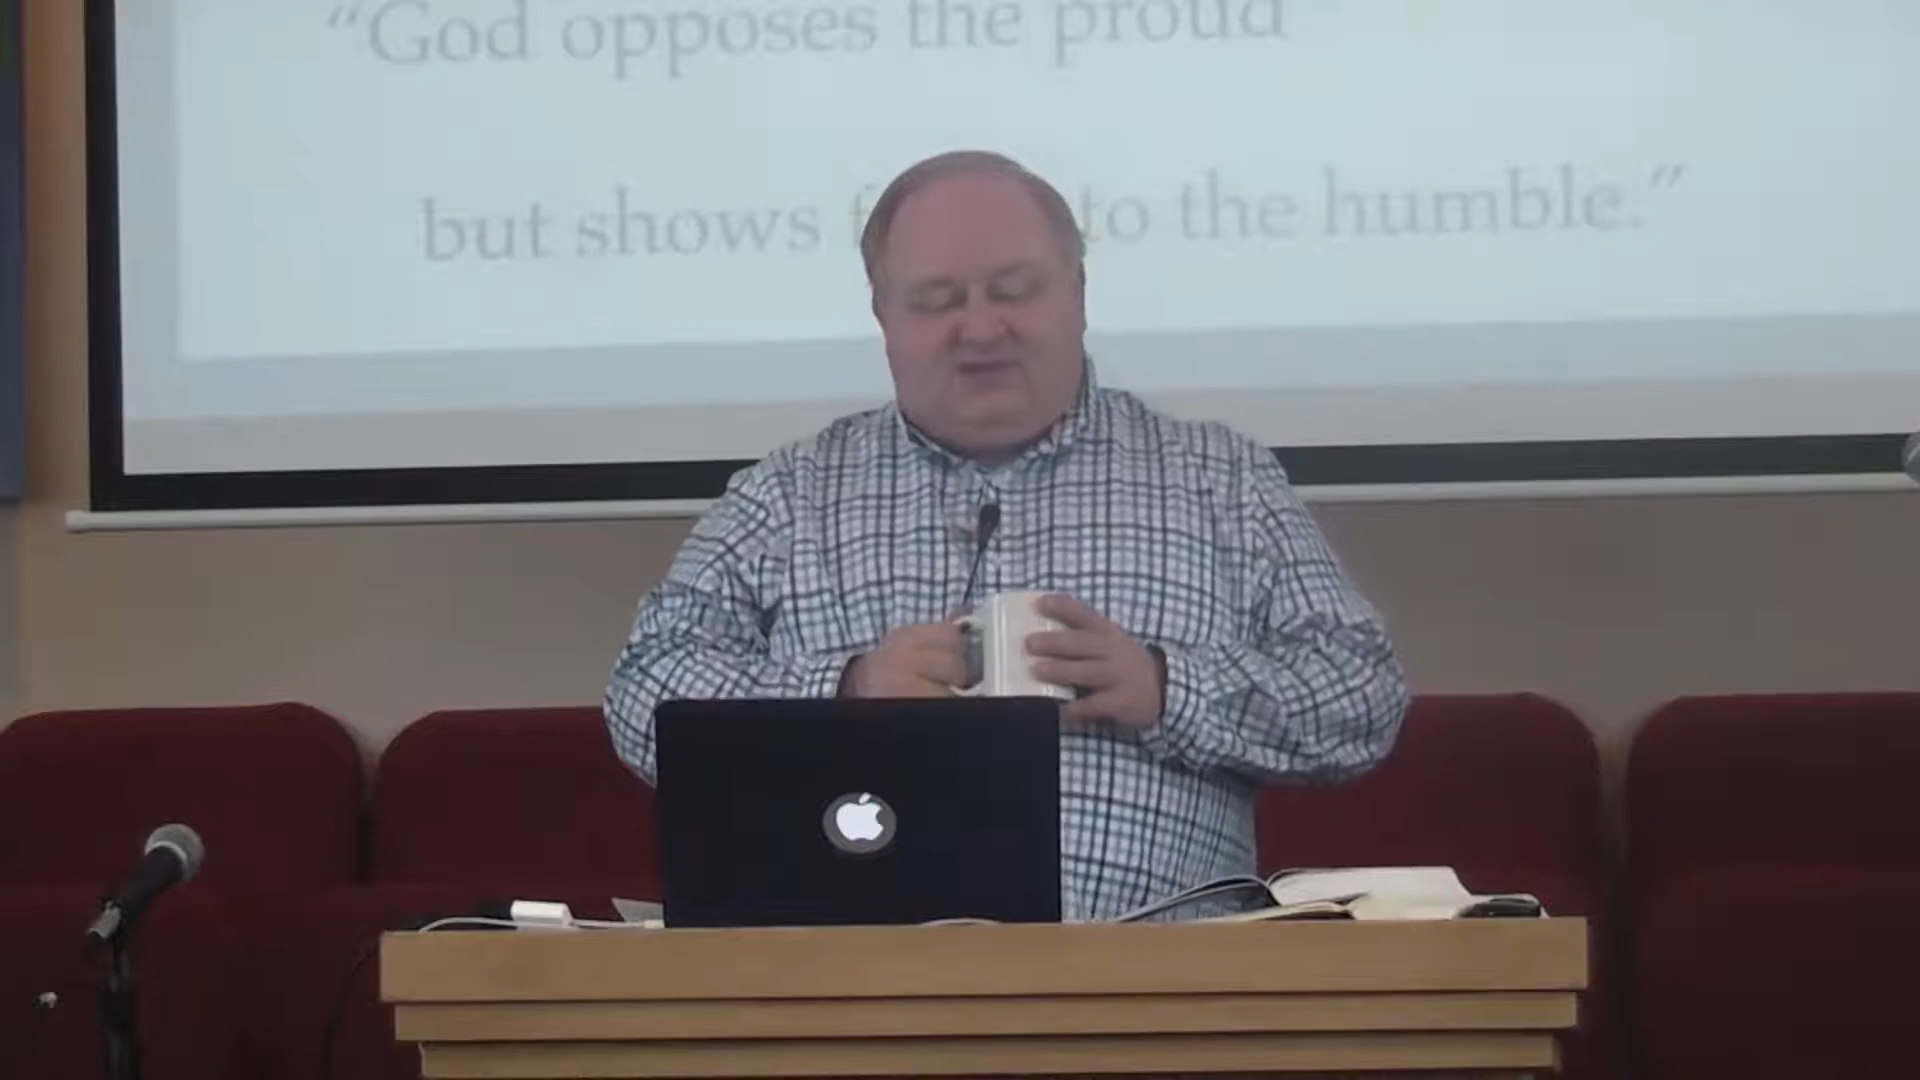 “God opposes the proud
but shows to the humble.”